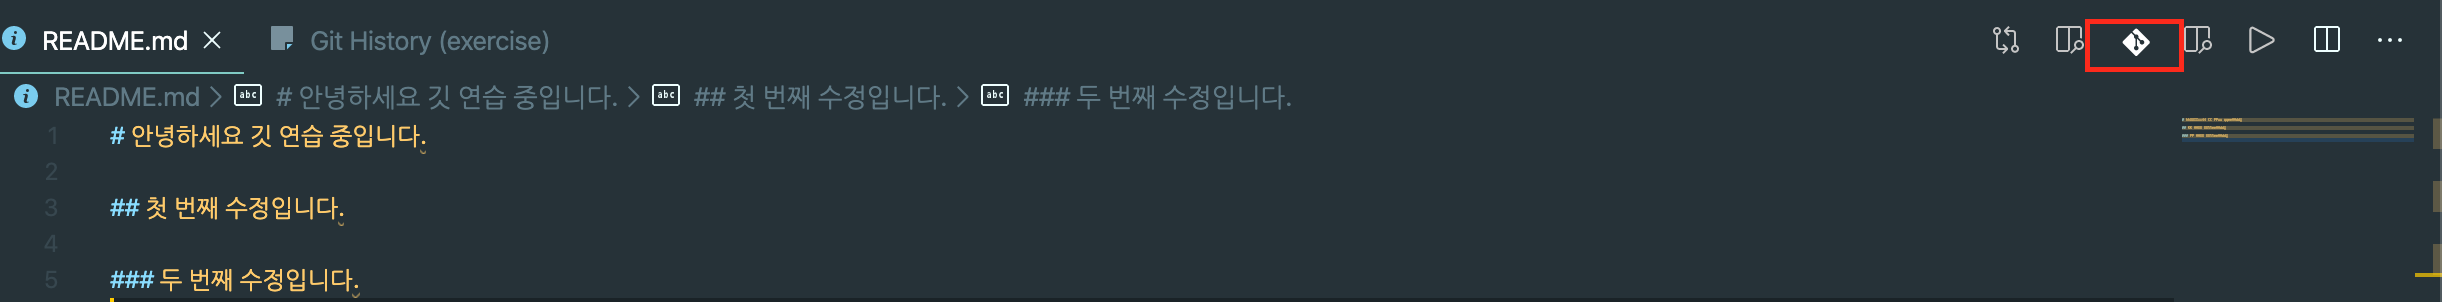 README.md
Git History (exercise)
README.md > abc # 안녕하세요 깃 연습 중입니다. > abc ## 첫 번째 수정입니다. > abc ### 두 번째 수정입니다.
1 # 안녕하세요 깃 연습 중입니다.
2
3 ## 첫 번째 수정입니다.
4
5 ### 두 번째 수정입니다.